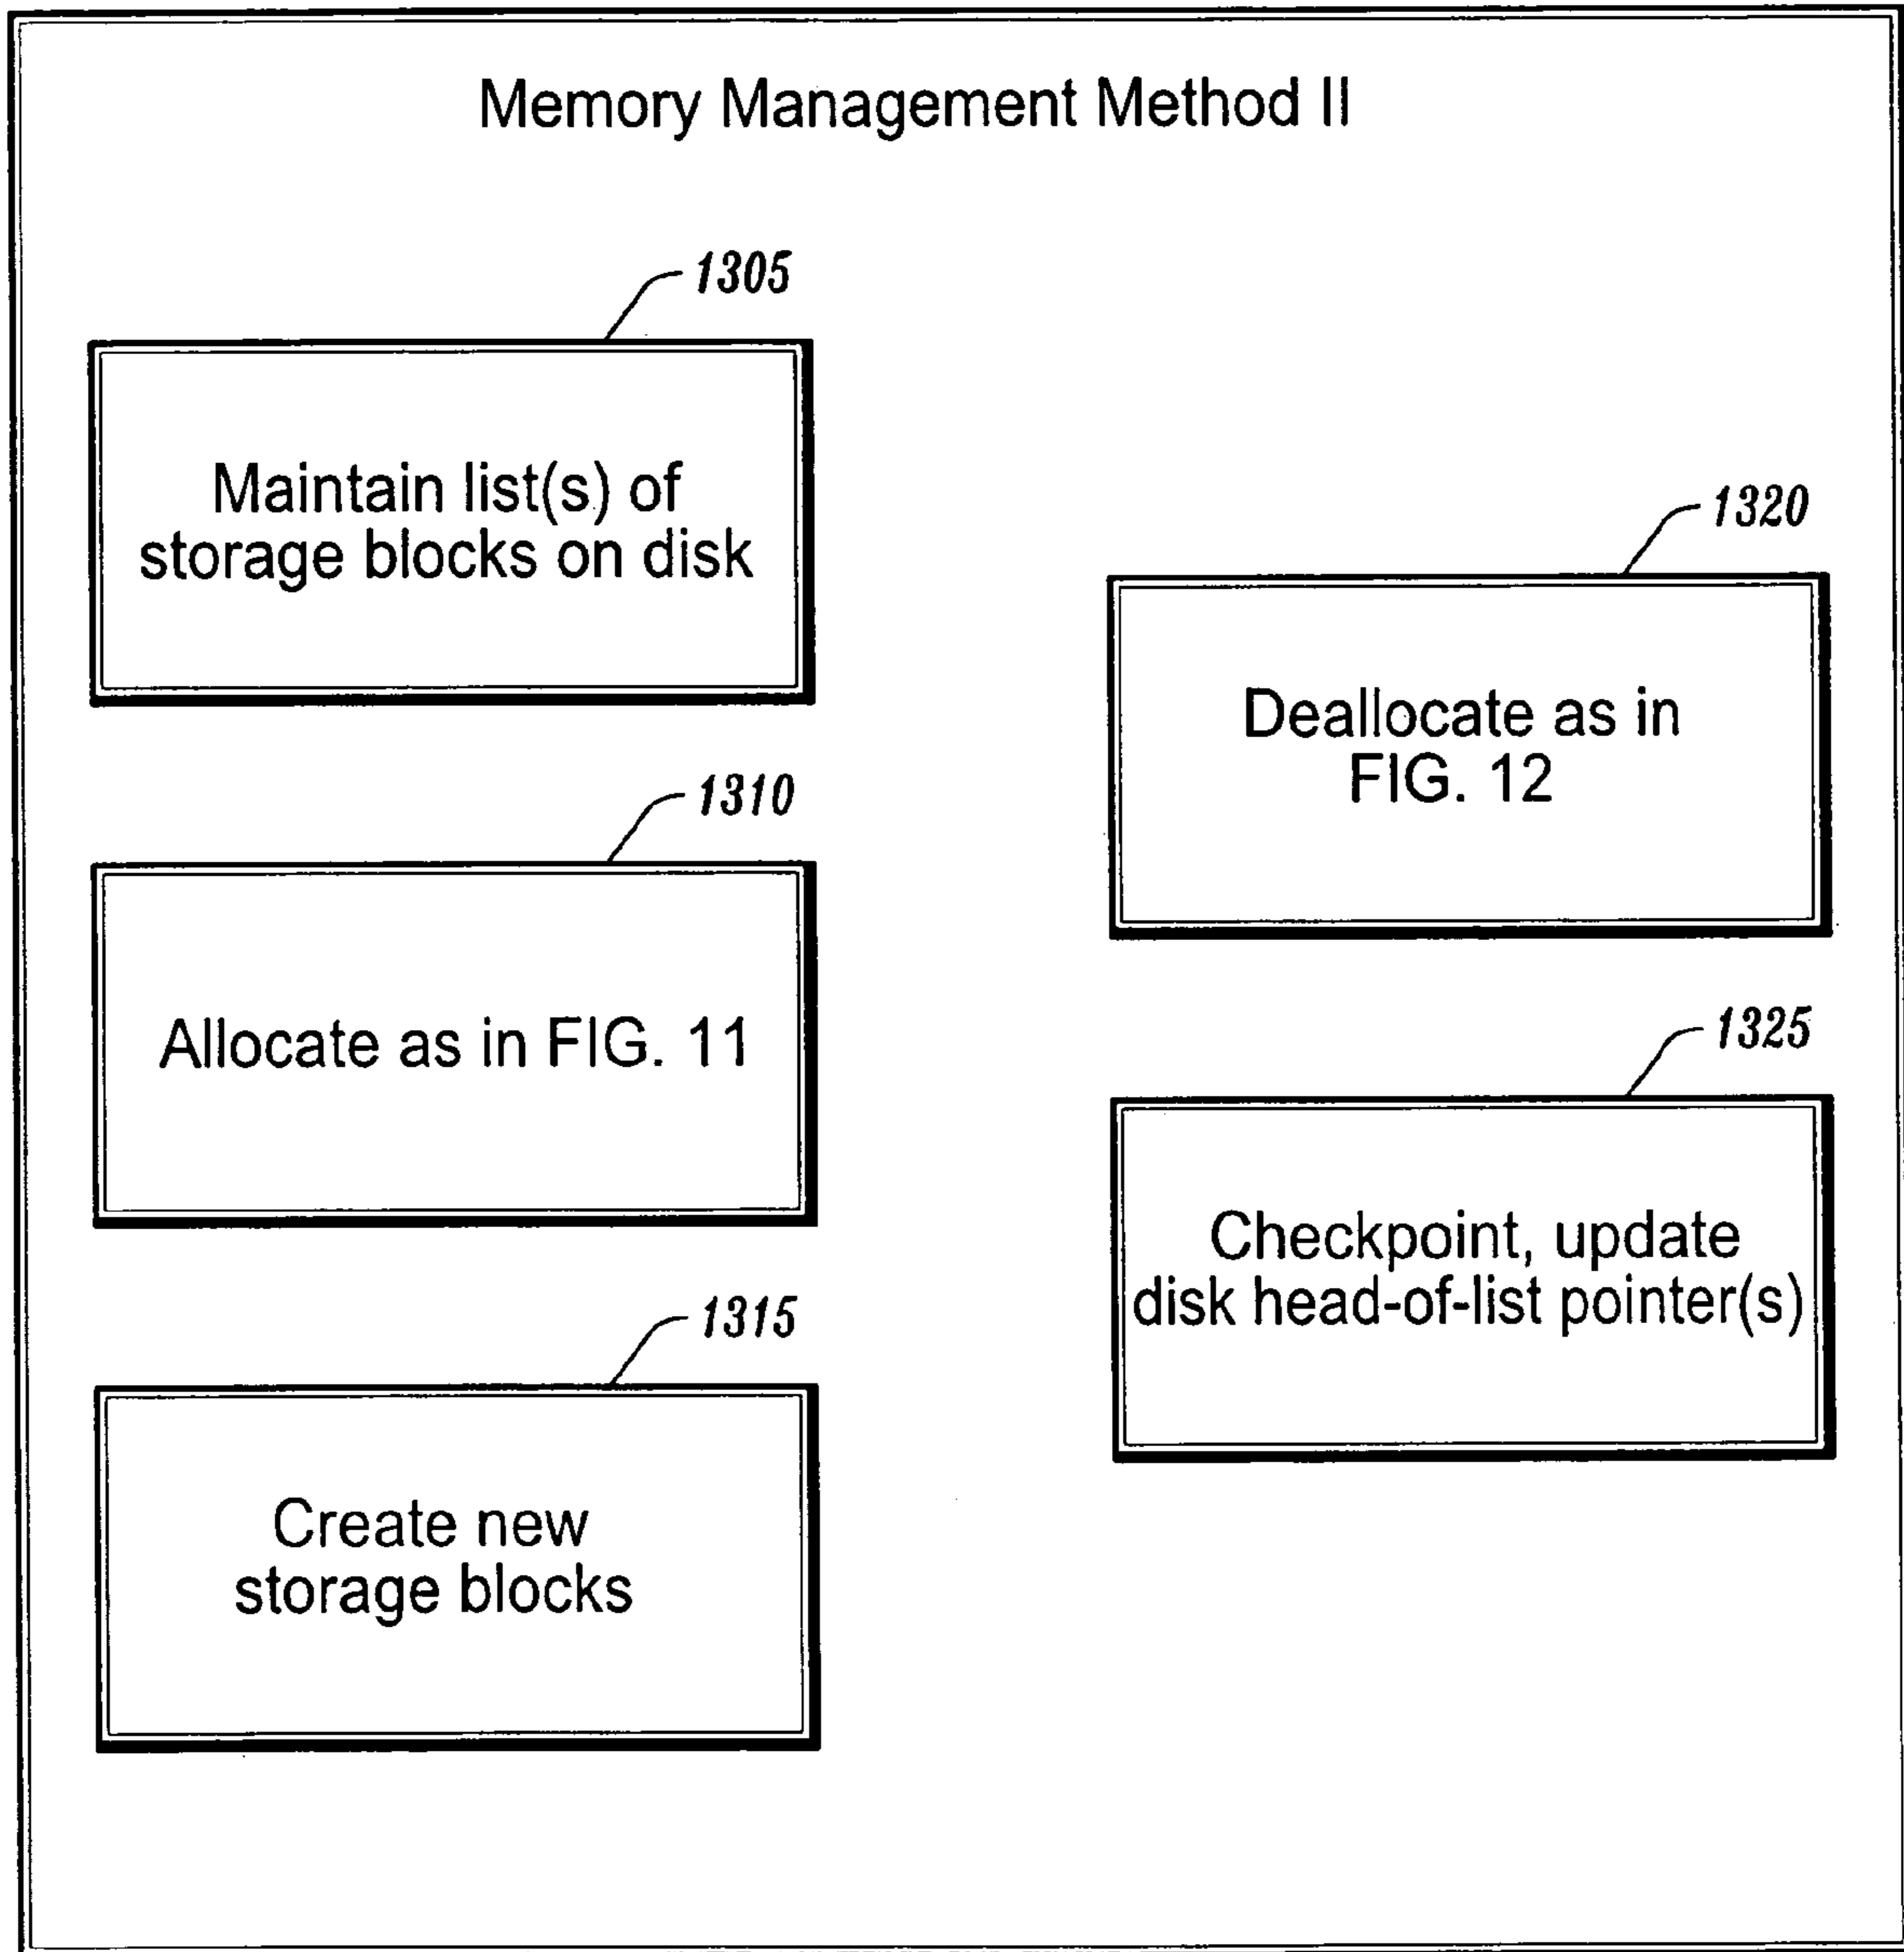 Memory Management Method II
1305
Maintain list(s) of
storage blocks on disk
1310
Allocate as in FIG. 11
1315
Create new
storage blocks
1320
Deallocate as in
FIG. 12
1325
Checkpoint, update
disk head-of-list pointer(s)